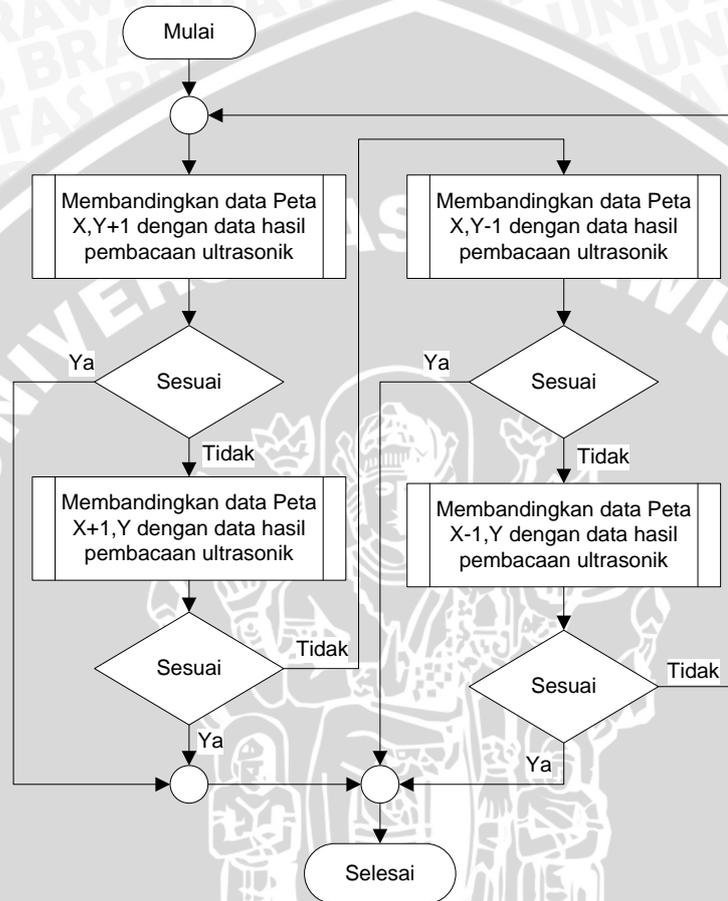 Mulai
Membandingkan data Peta
X,Y+1 dengan data hasil
pembacaan ultrasonik
Sesuai
Ya
Tidak
Membandingkan data Peta
X+1,Y dengan data hasil
pembacaan ultrasonik
Sesuai
Tidak
Ya
Membandingkan data Peta
X,Y-1 dengan data hasil
pembacaan ultrasonik
Sesuai
Ya
Tidak
Membandingkan data Peta
X-1,Y dengan data hasil
pembacaan ultrasonik
Sesuai
Tidak
Ya
Selesai